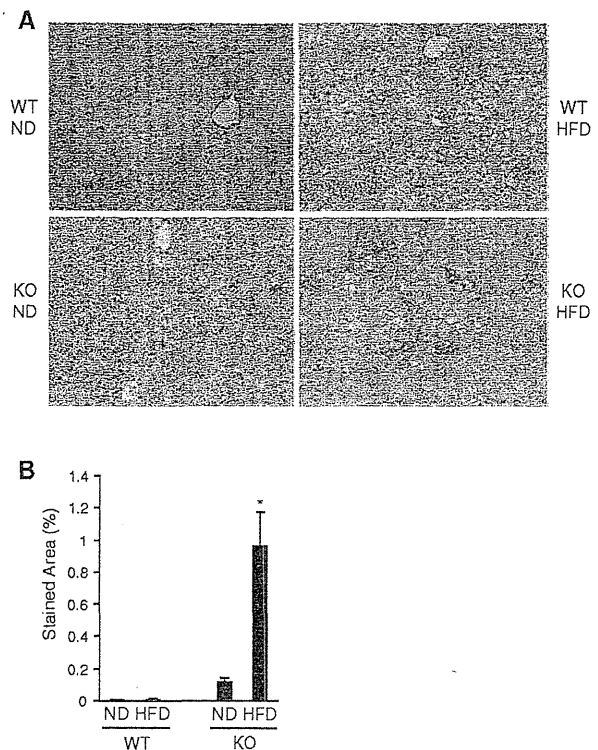 A
WT
ND
WT
HFD
KO
ND
KO
HFD
B
Stained Area (%)
1.4
1.2
1
0.8
0.6
0.4
0.2
0
*
ND HFD ND HFD
WT KO